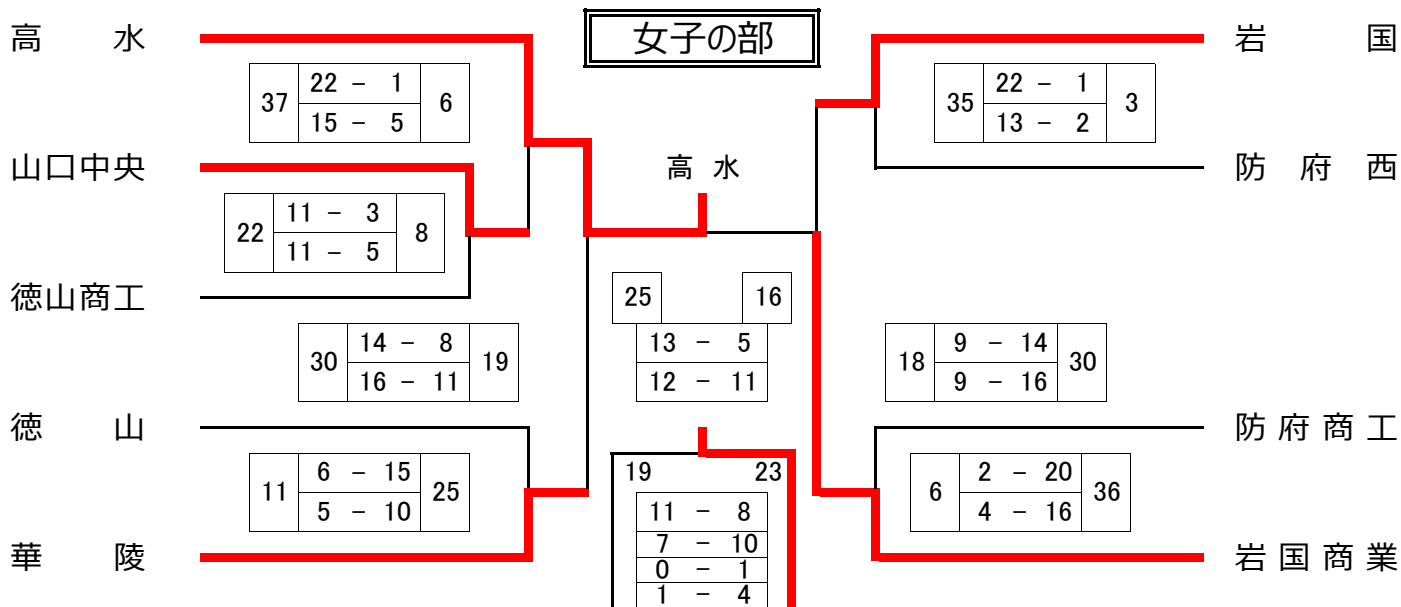 女子の部
高水
岩国
37 22 - 1 6
15 - 5
35 22 - 1 3
13 - 2
山口中央
高水
防府西
22 11 - 3 8
11 - 5
徳山商工
25 16
13 - 5
12 - 11
30 14 - 8 19
16 - 11
18 9 - 14 30
9 - 16
徳山
防府商工
11 6 - 15 25
5 - 10
19 23
11 - 8
7 - 10
0 - 1
1 - 4
6 2 - 20 36
4 - 16
華陵
岩国商業